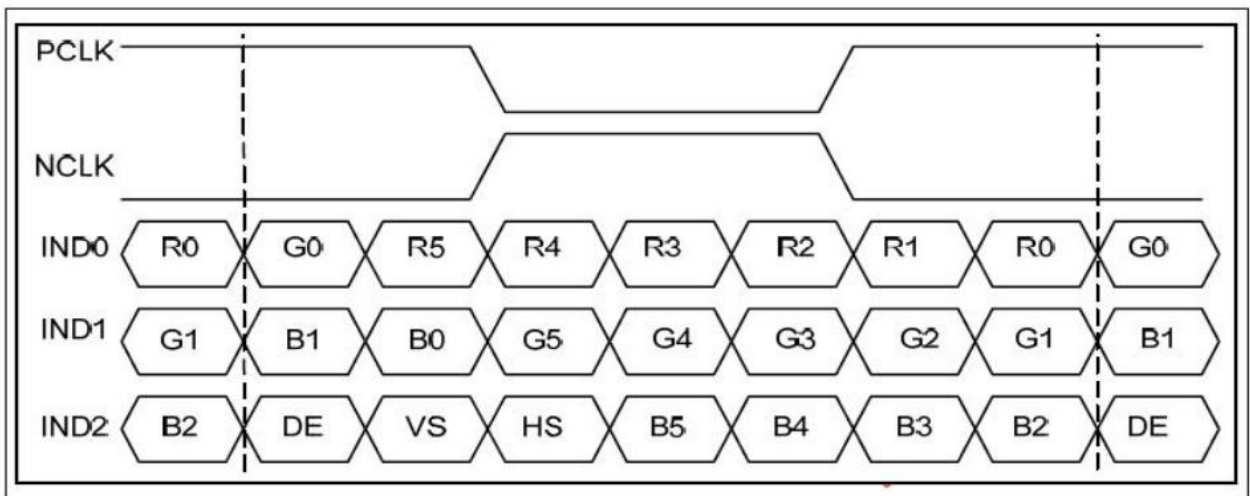 PCLK
NCLK
IND0 R0 G0 R5 R4 R3 R2 R1 R0 G0
IND1 G1 B1 B0 G5 G4 G3 G2 G1 B1
IND2 B2 DE VS HS B5 B4 B3 B2 DE